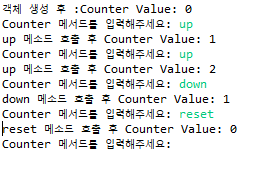 객체 생성 후 :Counter Value: 0
Counter 메서드를 입력해주세요: up
up 메소드 호출 후 Counter Value: 1
Counter 메서드를 입력해주세요: up
up 메소드 호출 후 Counter Value: 2
Counter 메서드를 입력해주세요: down
down 메소드 호출 후 Counter Value: 1
Counter 메서드를 입력해주세요: reset
reset 메소드 호출 후 Counter Value: 0
Counter 메서드를 입력해주세요: